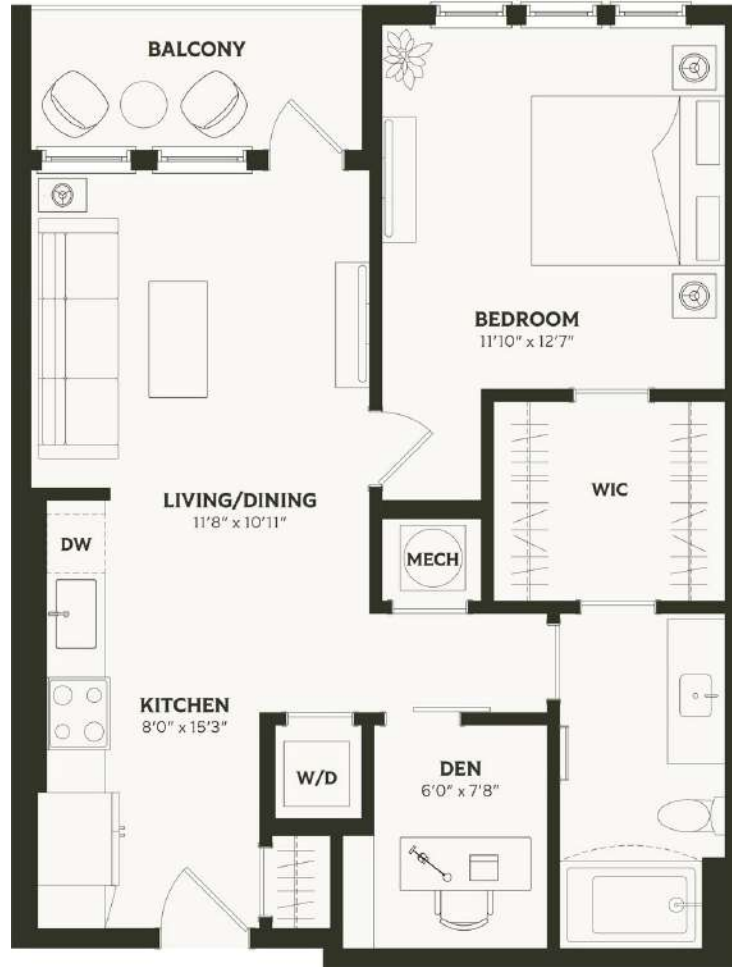 BALCONY
BEDROOM
11'10" x 12'7"
LIVING/DINING
11'8" x 10'11"
WIC
DW
MECH
KITCHEN
8'0" x 15'3"
W/D
DEN
6'0" x 7'8"